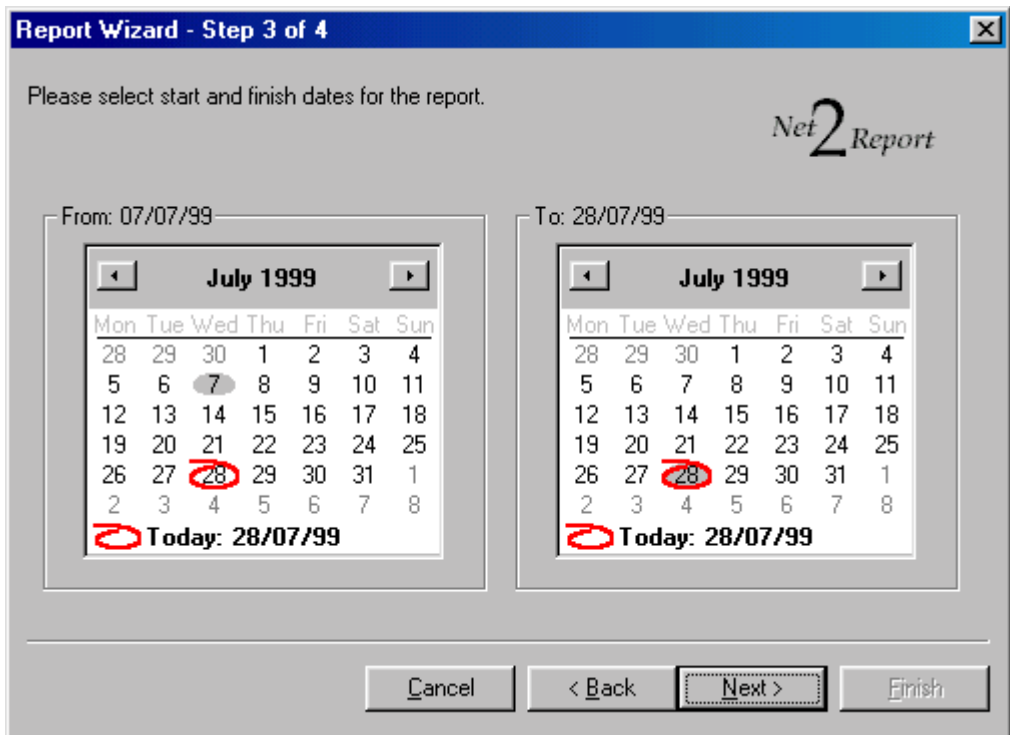 Report Wizard - Step 3 of 4
Please select start and finish dates for the report.
Net2 Report
From: 07/07/99
July 1999
Mon Tue Wed Thu Fri Sat Sun
28 29 30 1 2 3 4
5 6 7 8 9 10 11
12 13 14 15 16 17 18
19 20 21 22 23 24 25
26 27 28 29 30 31 1
2 3 4 5 6 7 8
Today: 28/07/99
To: 28/07/99
July 1999
Mon Tue Wed Thu Fri Sat Sun
28 29 30 1 2 3 4
5 6 7 8 9 10 11
12 13 14 15 16 17 18
19 20 21 22 23 24 25
26 27 28 29 30 31 1
2 3 4 5 6 7 8
Today: 28/07/99
Cancel < Back Next > Finish